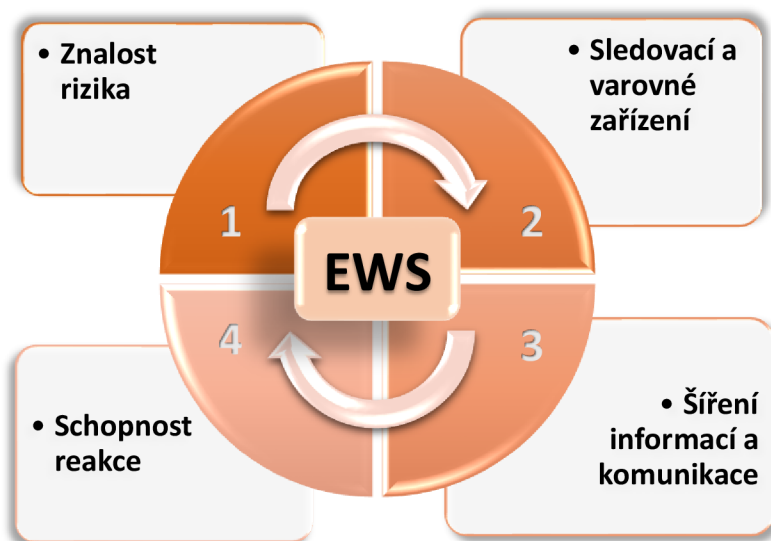 • Znalost
rizika
• Sledovací a
varovné
zařízení
1
2
EWS
4
3
• Schopnost
reakce
• Šíření
informací a
komunikace